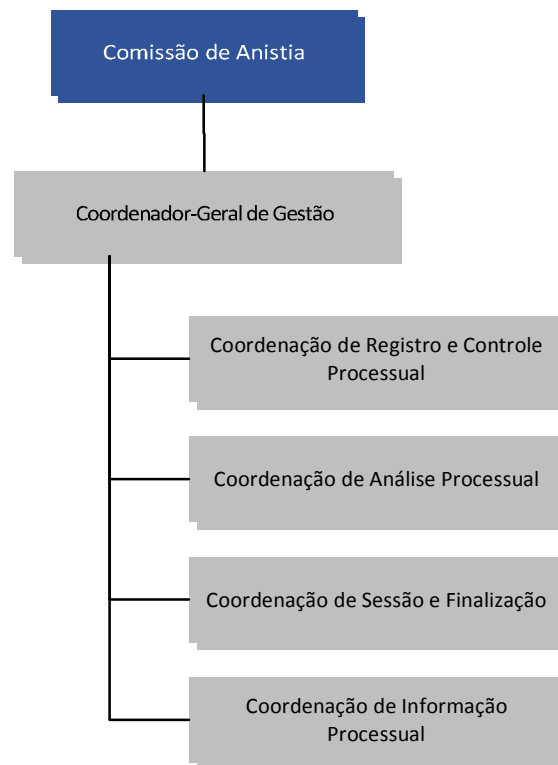 Comissão de Anistia
Coordenador-Geral de Gestão
Coordenação de Registro e Controle
Processual
Coordenação de Análise Processual
Coordenação de Sessão e Finalização
Coordenação de Informação
Processual